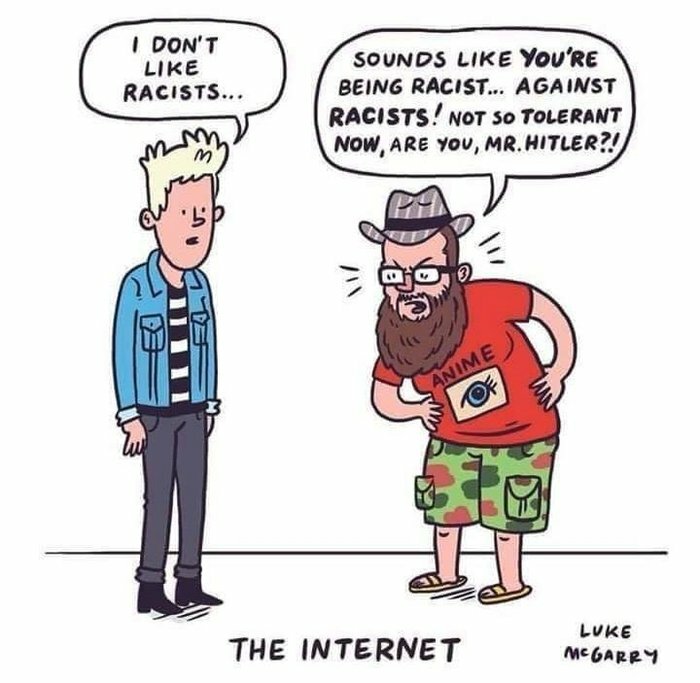 I DON'T
LIKE
RACISTS...
SOUNDS LIKE YOU'RE
BEING RACIST... AGAINST
RACISTS! NOT SO TOLERANT
NOW, ARE YOU, MR. HITLER?!
ANIME
THE INTERNET
LUKE
McGARRY